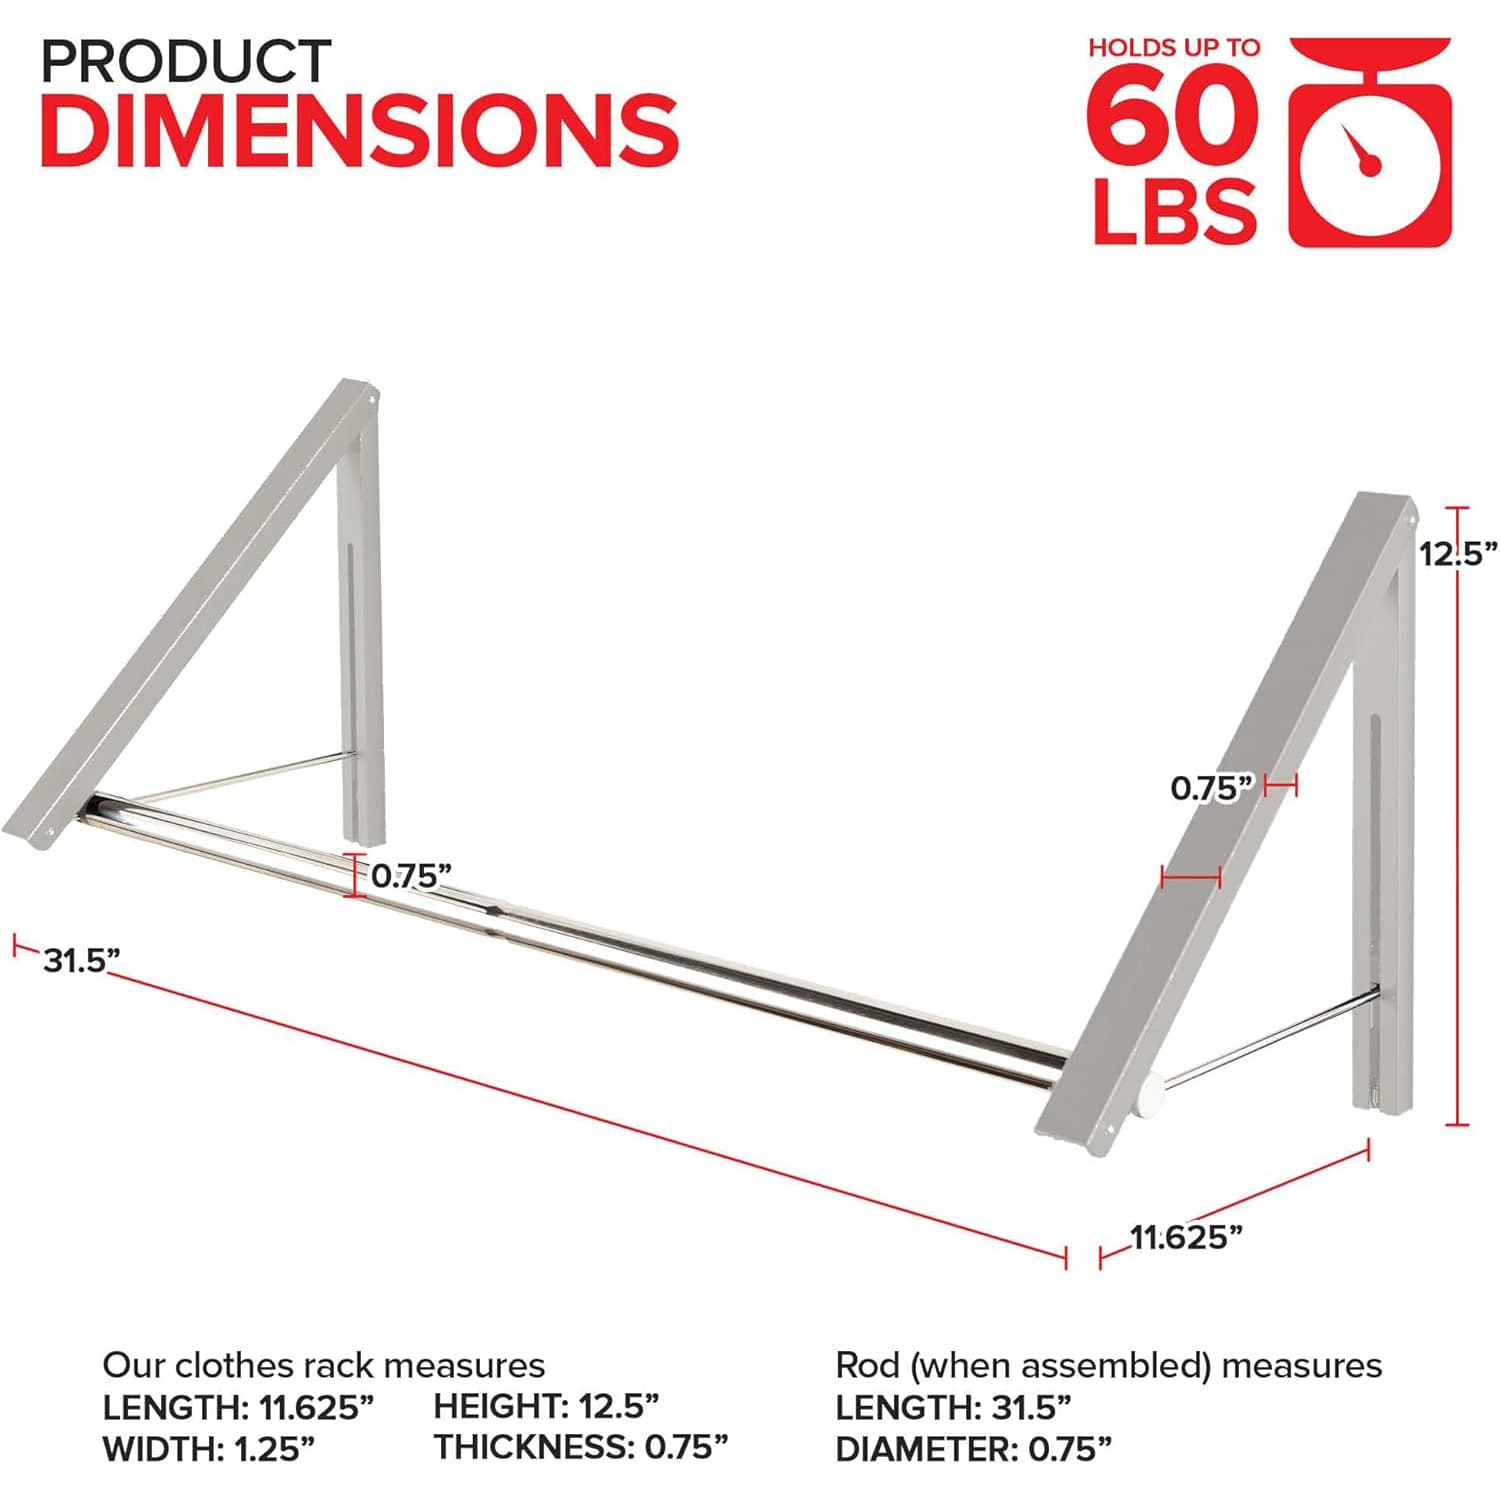 PRODUCT
DIMENSIONS
HOLDS UP TO
60
LBS
12.5”
0.75”
0.75”
31.5”
11.625”
Our clothes rack measures
LENGTH: 11.625” HEIGHT: 12.5”
WIDTH: 1.25” THICKNESS: 0.75”
Rod (when assembled) measures
LENGTH: 31.5”
DIAMETER: 0.75”